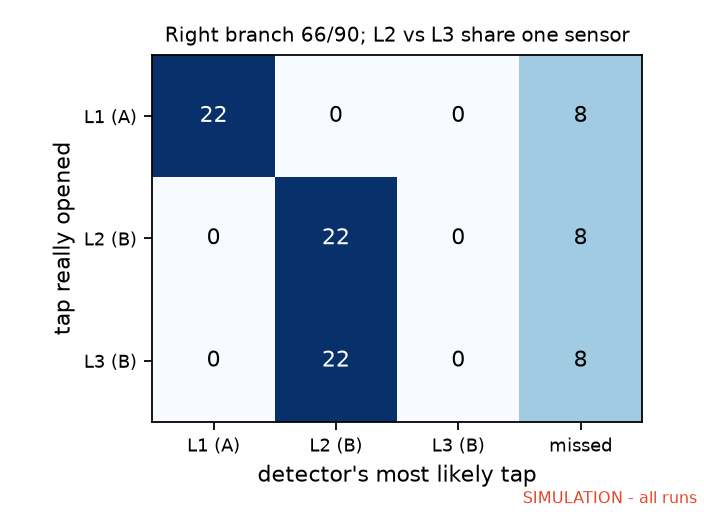 Right branch 66/90; L2 vs L3 share one sensor
tap really opened
L1 (A) 22 0 0 8
L2 (B) 0 22 0 8
L3 (B) 0 22 0 8
L1 (A) L2 (B) L3 (B) missed
detector's most likely tap
SIMULATION - all runs